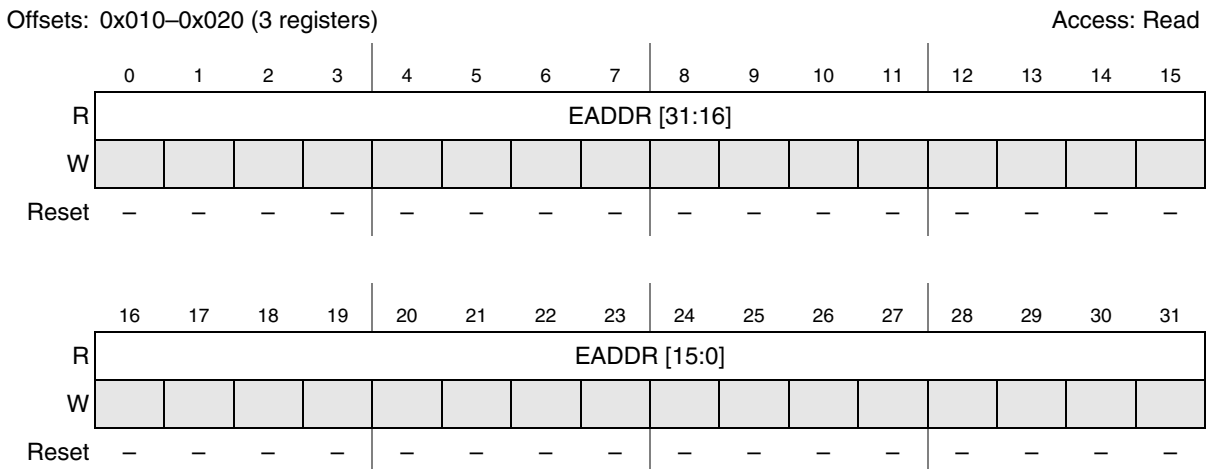 Offsets: 0x010–0x020 (3 registers) Access: Read
0 1 2 3 4 5 6 7 8 9 10 11 12 13 14 15
R EADDR [31:16]
W
Reset – – – – – – – – – – – – – – – –
16 17 18 19 20 21 22 23 24 25 26 27 28 29 30 31
R EADDR [15:0]
W
Reset – – – – – – – – – – – – – – – –